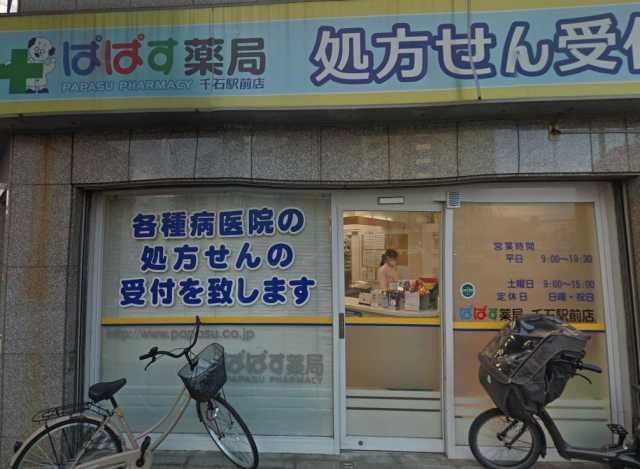 ぱぱす薬局
PAPASU PHARMACY 千石駅前店
処方せん受付
各種病医院の
処方せんの
受付を致します
http://www.papasu.co.jp
ぱぱす薬局
PAPASU PHARMACY
営業時間
平日 9:00～19:30
土曜日 9:00～15:00
定休日 日曜・祝日
ぱぱす薬局 千石駅前店